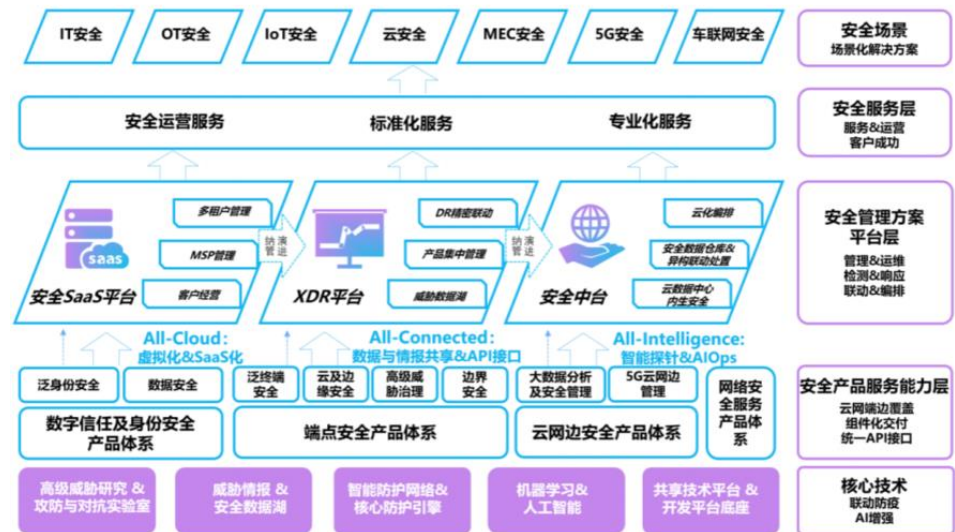 IT安全
OT安全
IoT安全
云安全
MEC安全
5G安全
车联网安全
安全场景
场景化解决方案
安全运营服务
标准化服务
专业化服务
安全服务层
服务&运营
客户成功
多租户管理
MSP管理
客户经营
saas
安全SaaS平台
纳管
演进
DR精密联动
产品集中管理
威胁数据湖
XDR平台
纳管
演进
云化编排
安全数据仓库&
异构联动处置
云数据中心
内生安全
安全中台
安全管理方案
平台层
管理&运维
检测&响应
联动&编排
All-Cloud:
虚拟化&SaaS化
All-Connected:
数据与情报共享&API接口
All-Intelligence:
智能探针&AIOps
泛身份安全
数据安全
数字信任及身份安全
产品体系
泛终端
安全
云及边
缘安全
高级威
胁治理
边界
安全
端点安全产品体系
大数据分析
及安全管理
5G云网边
管理
云网边安全产品体系
网络安
全服务
产品体
系
安全产品服务能力层
云网端边覆盖
组件化交付
统一API接口
高级威胁研究 &
攻防与对抗实验室
威胁情报 &
安全数据湖
智能防护网络&
核心防护引擎
机器学习&
人工智能
共享技术平台 &
开发平台底座
核心技术
联动防疫
AI增强